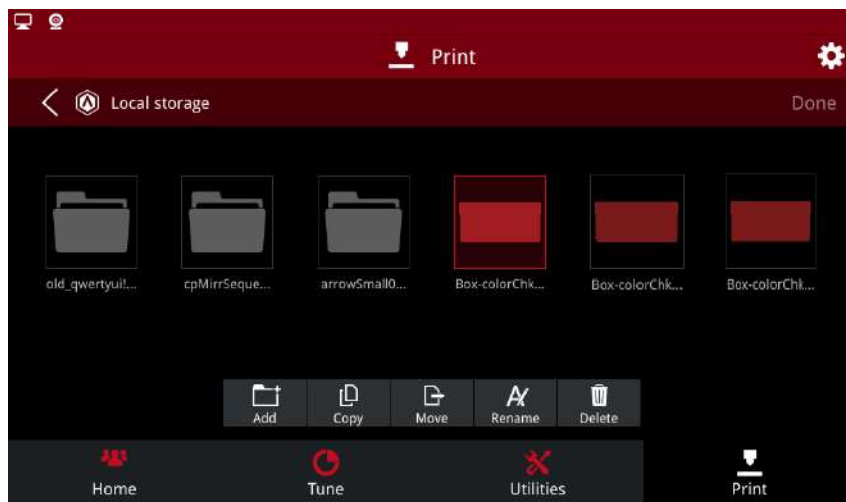 Print
Local storage
Done
old_qwertyui!...
cpMirrSeque...
arrowSmall0...
Box-colorChk...
Box-colorChk...
Box-colorChk...
Add
Copy
Move
Rename
Delete
Home
Tune
Utilities
Print